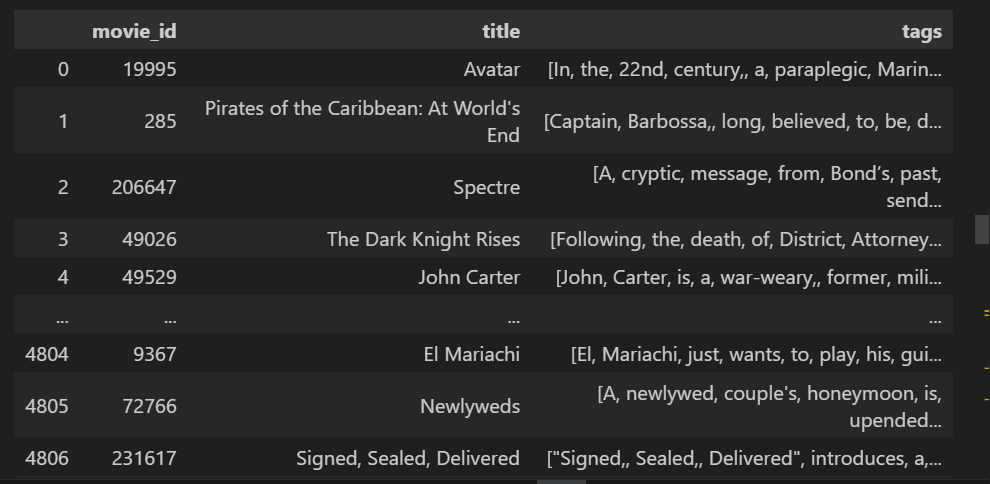 movie_id title tags
0 19995 Avatar [In, the, 22nd, century,, a, paraplegic, Marin...
1 285 Pirates of the Caribbean: At World's
End [Captain, Barbossa,, long, believed, to, be, d...
2 206647 Spectre [A, cryptic, message, from, Bond’s, past,
send...
3 49026 The Dark Knight Rises [Following, the, death, of, District, Attorney...
4 49529 John Carter [John, Carter, is, a, war-weary,, former, mili...
... ... ... ...
4804 9367 El Mariachi [El, Mariachi, just, wants, to, play, his, gui...
4805 72766 Newlyweds [A, newlywed, couple's, honeymoon, is,
upended...
4806 231617 Signed, Sealed, Delivered ["Signed,, Sealed,, Delivered", introduces, a,...